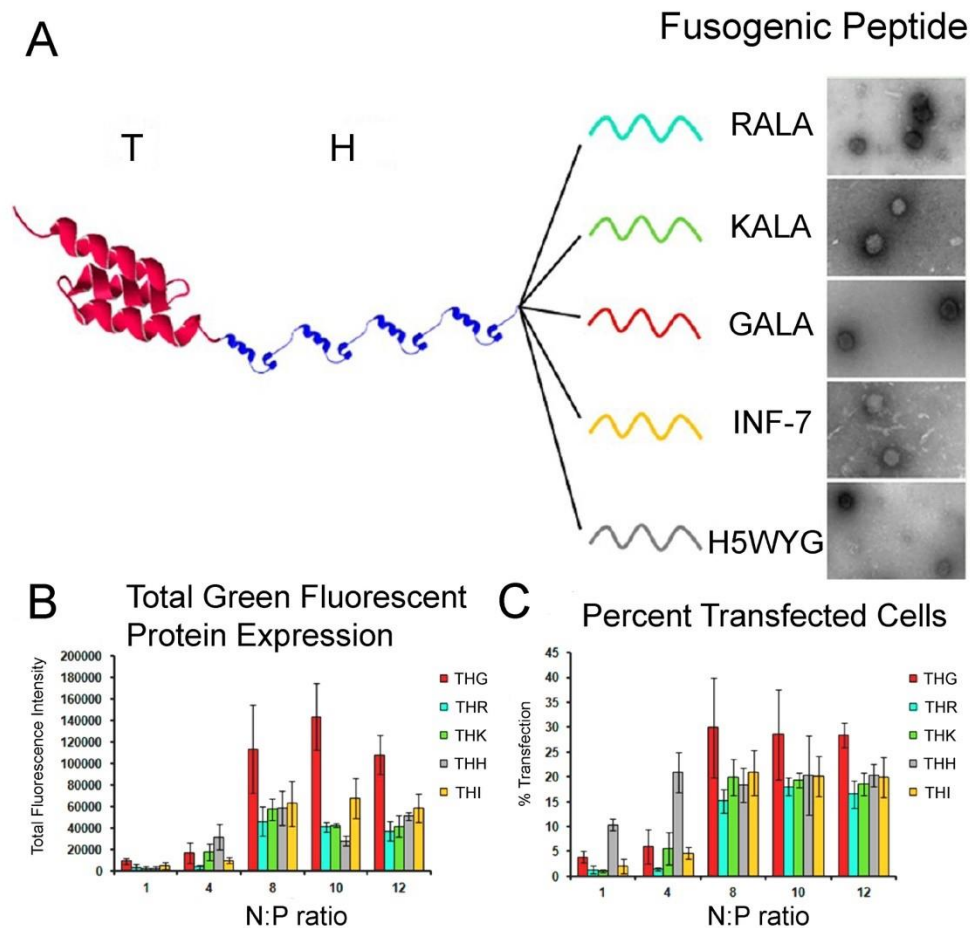 A
Fusogenic Peptide
T
H
RALA
KALA
GALA
INF-7
H5WYG
B
Total Green Fluorescent
Protein Expression
Total Fluorescence Intensity
200000
180000
160000
140000
120000
100000
80000
60000
40000
20000
0
1
4
8
10
12
N:P ratio
THG
THR
THK
THH
THI
C
Percent Transfected Cells
% Transfection
45
40
35
30
25
20
15
10
5
0
1
4
8
10
12
N:P ratio
THG
THR
THK
THH
THI